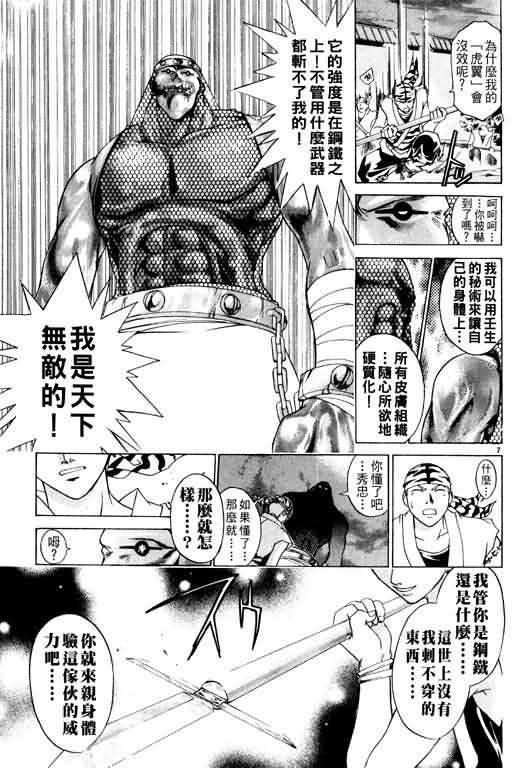 為什麼我的
「虎翼」會
沒效呢？
呵呵呵…
…你被嚇
到了嗎？
我可以用壬生
的秘術來讓自
己的身體上…
所有皮膚組織
…隨心所欲地
硬質化！
它的強度是在鋼鐵之
上！不管用什麼武器
都斬不了我的！
我是天下
無敵的！
7
什麼…
你懂了吧
…秀忠…
如果懂了
那麼就…
那麼就怎
樣……？
嗯？
我管你是鋼鐵
還是什麼……
這世上沒有
我刺不穿的
東西……
你就來親身體
驗這傢伙的威
力吧……